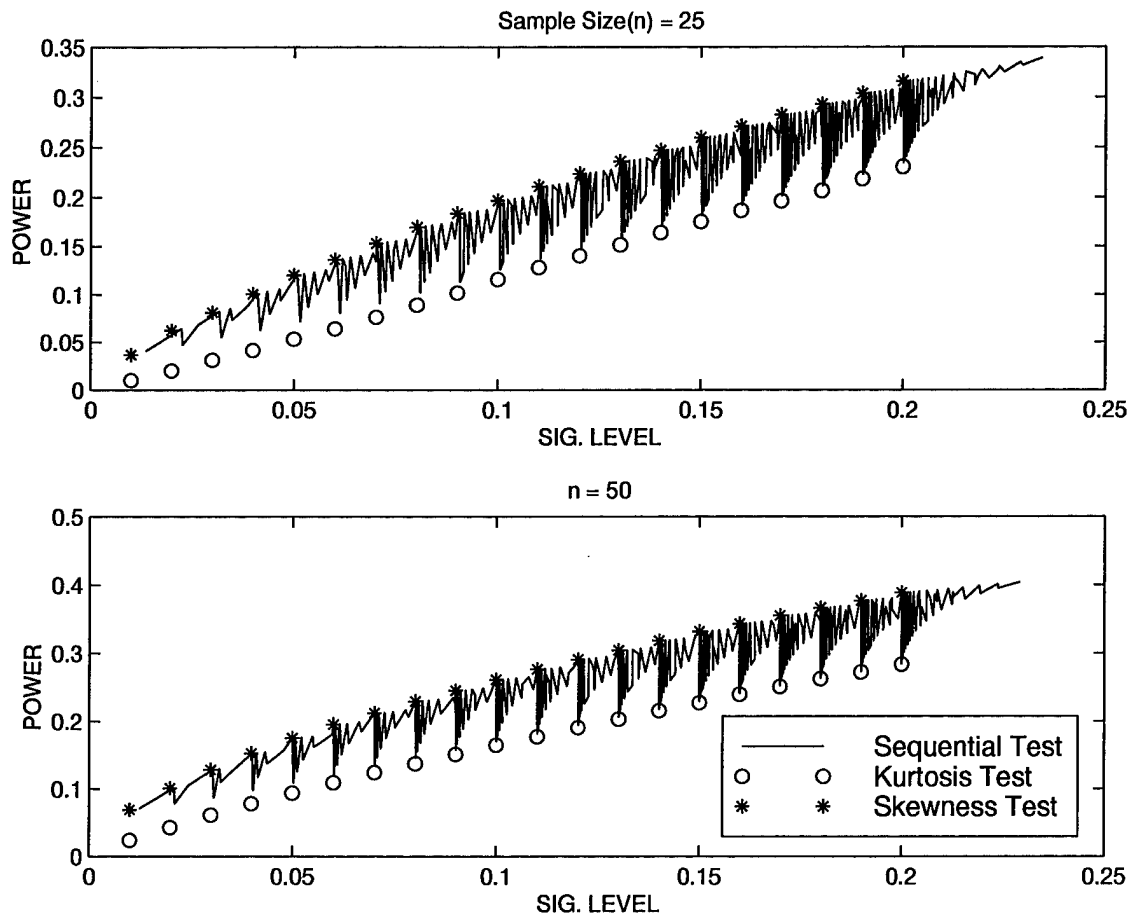 Sample Size(n) = 25
0.35
0.3
0.25
0.2
0.15
0.1
0.05
0
POWER
0 0.05 0.1 0.15 0.2 0.25
SIG. LEVEL
n = 50
0.5
0.4
0.3
0.2
0.1
0
POWER
Sequential Test
Kurtosis Test
Skewness Test
0 0.05 0.1 0.15 0.2 0.25
SIG. LEVEL